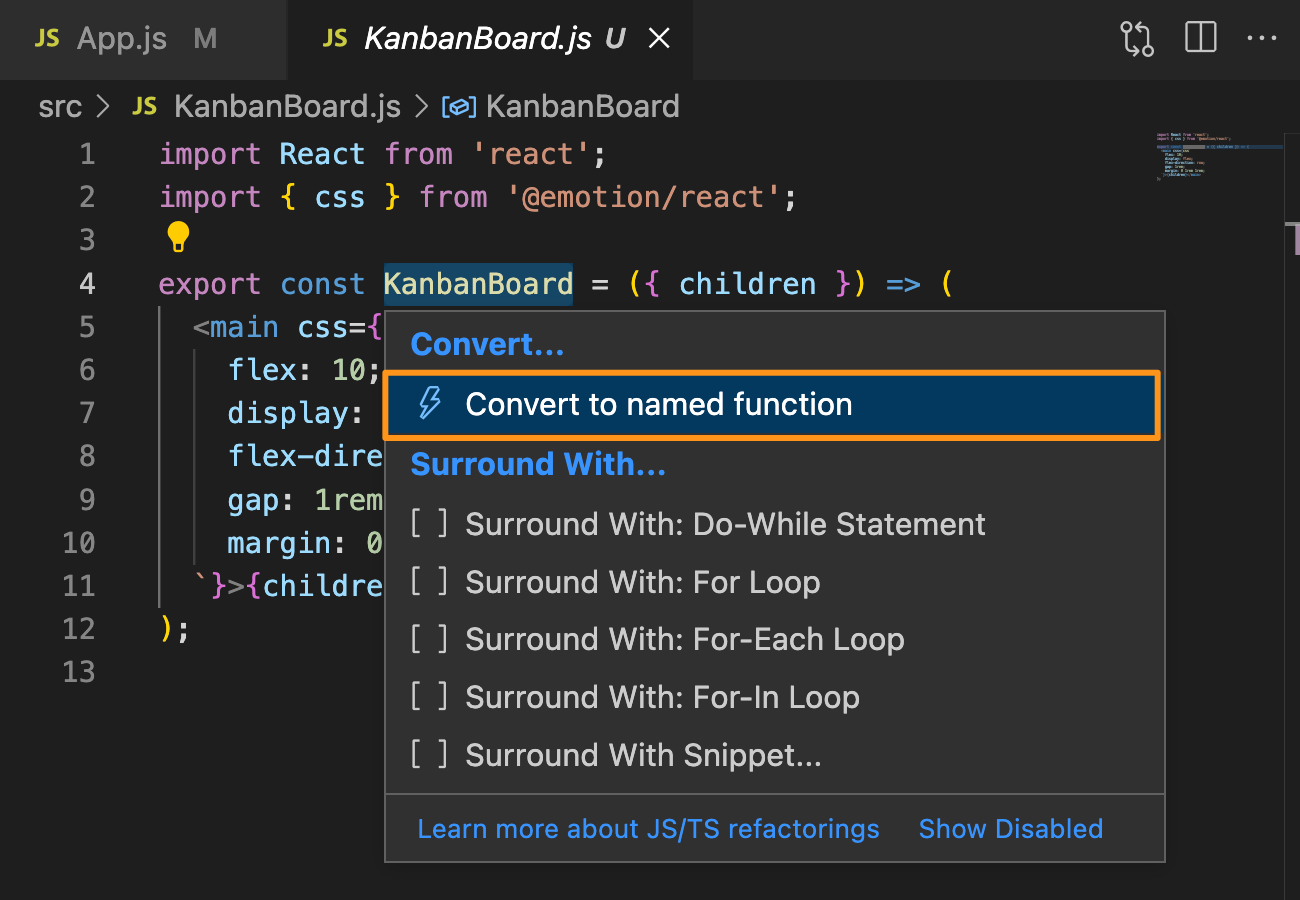 JS App.js M JS KanbanBoard.js U
src > JS KanbanBoard.js > KanbanBoard
1 import React from 'react';
2 import { css } from '@emotion/react';
3
4 export const KanbanBoard = ({ children }) => (
5 <main css={
6 flex: 10;
7 display:
8 flex-dire
9 gap: 1rem
10 margin: 0
11 `}>{childre
12 );
13
Convert...
Convert to named function
Surround With...
[ ] Surround With: Do-While Statement
[ ] Surround With: For Loop
[ ] Surround With: For-Each Loop
[ ] Surround With: For-In Loop
[ ] Surround With Snippet...
Learn more about JS/TS refactorings Show Disabled